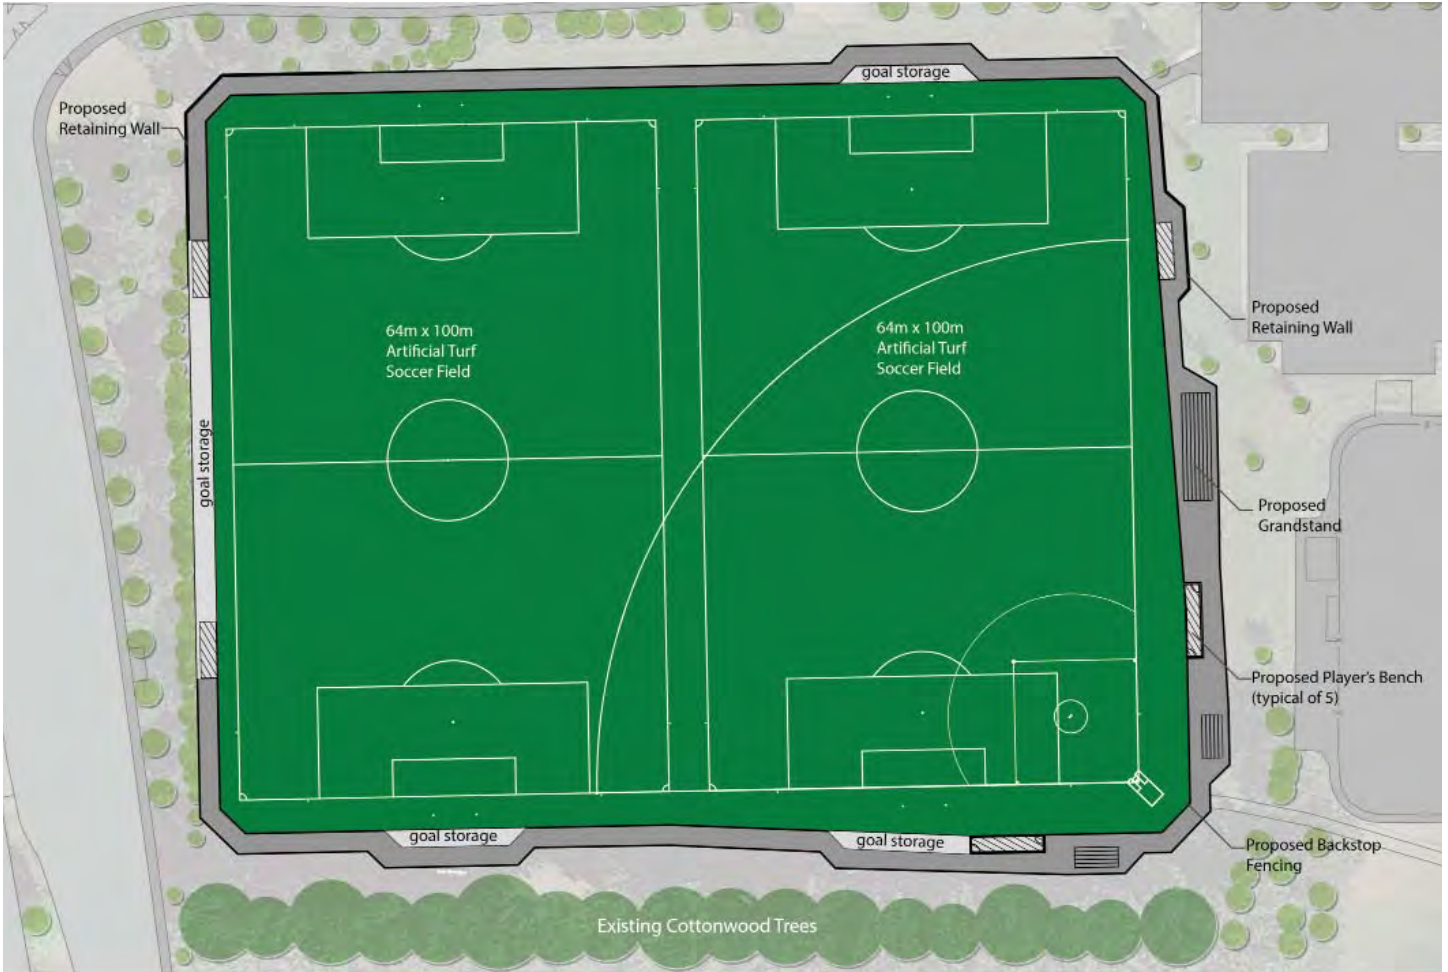 goal storage
Proposed
Retaining Wall
64m x 100m
Artificial Turf
Soccer Field
64m x 100m
Artificial Turf
Soccer Field
Proposed
Retaining Wall
goal storage
Proposed
Grandstand
Proposed Player's Bench
(typical of 5)
goal storage
goal storage
Proposed Backstop
Fencing
Existing Cottonwood Trees